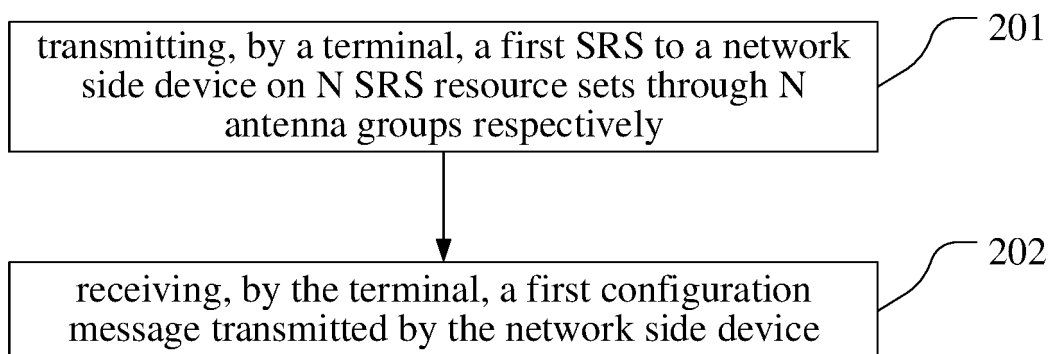 transmitting, by a terminal, a first SRS to a network
side device on N SRS resource sets through N
antenna groups respectively
201
receiving, by the terminal, a first configuration
message transmitted by the network side device
202